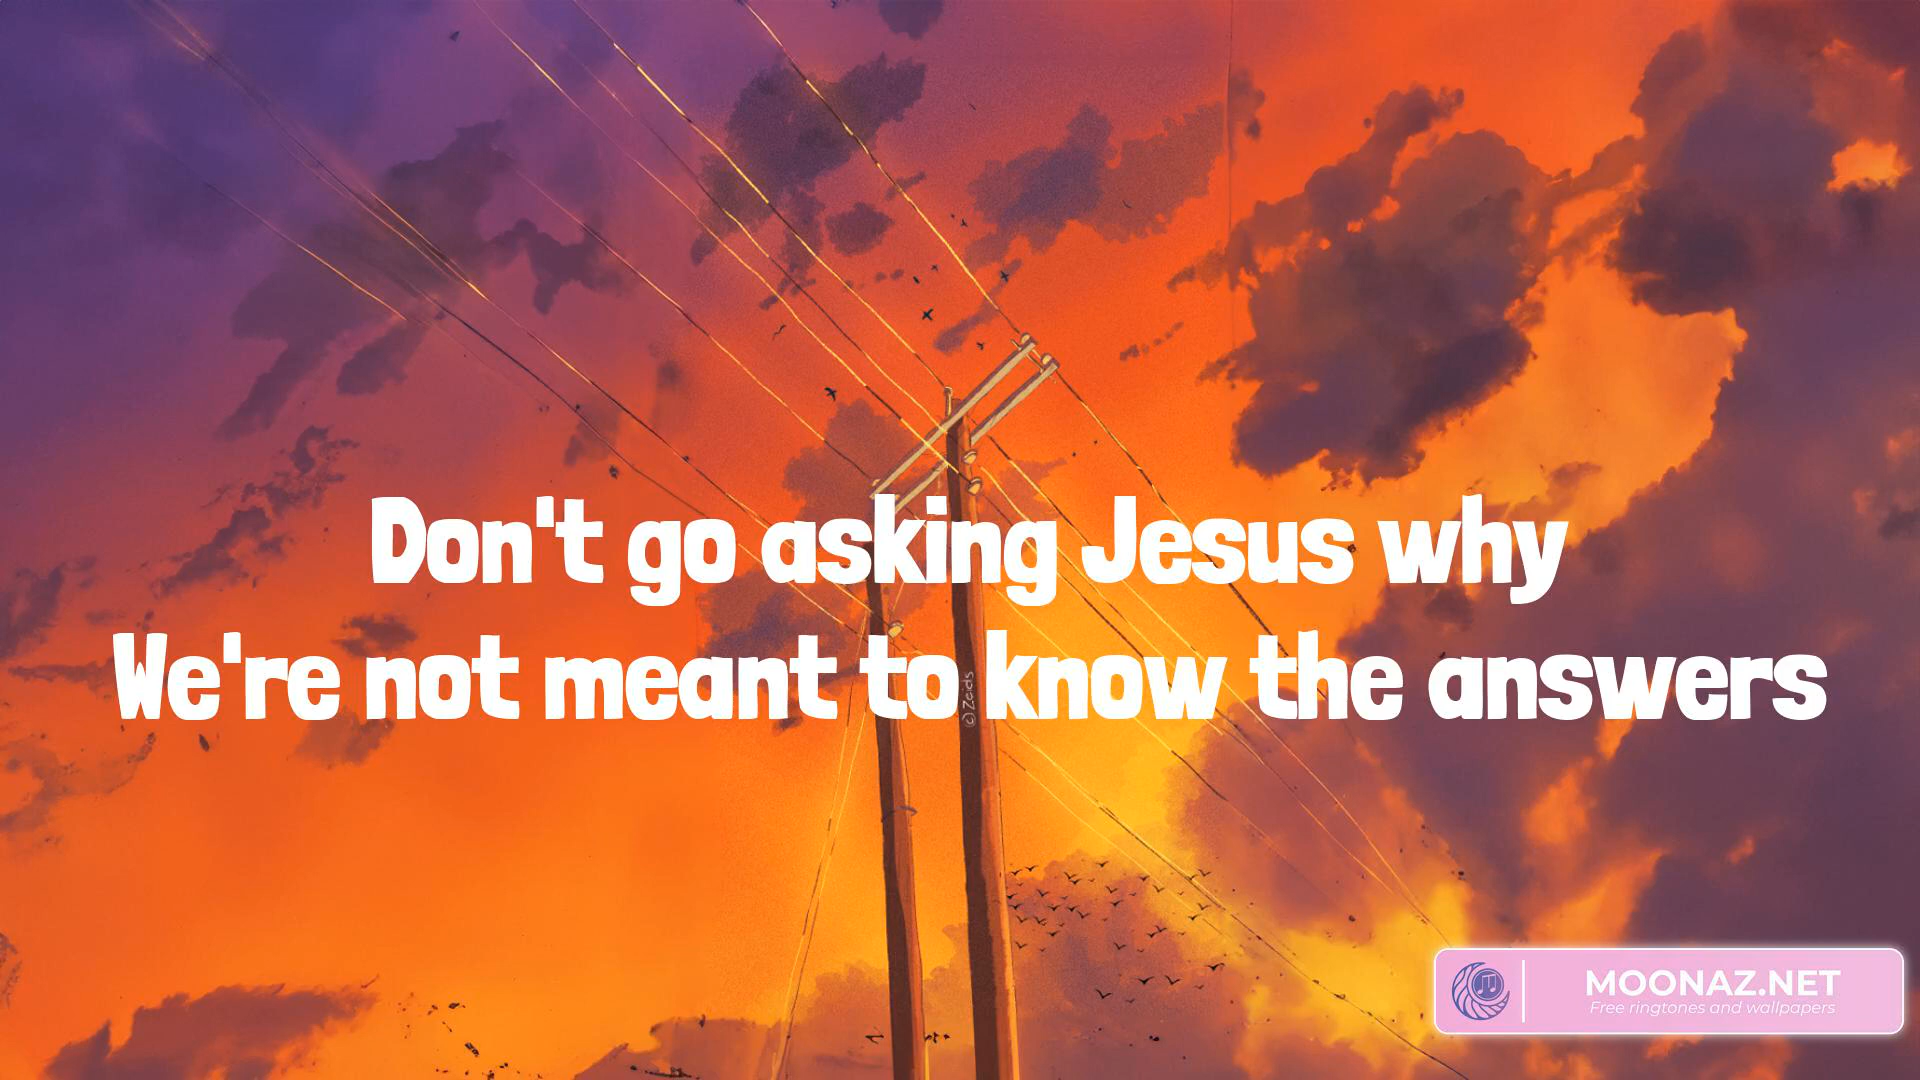 Don't go asking Jesus why
We're not meant to know the answers
(c)Zeids
MOONAZ.NET
Free ringtones and wallpapers